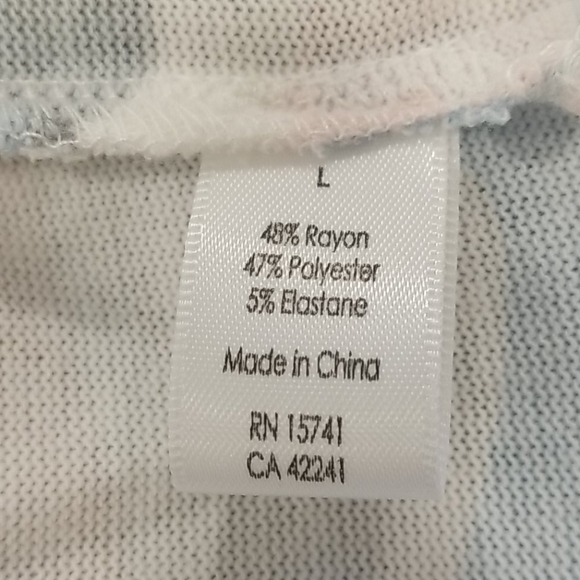 L
48% Rayon
47% Polyester
5% Elastane
Made in China
RN 15741
CA 42241